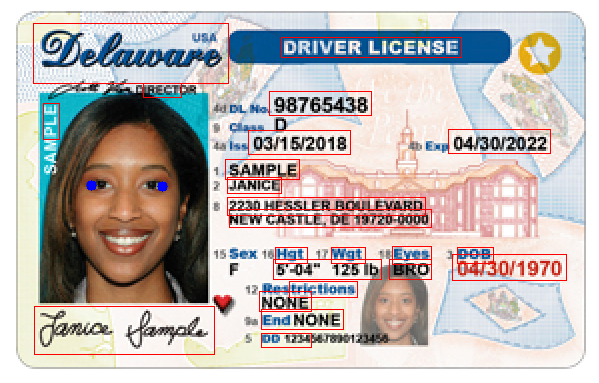 Delaware USA
DRIVER LICENSE
DIRECTOR
SAMPLE
4d DL No. 98765438
9 Class D
4a Iss 03/15/2018 4b Exp 04/30/2022
1 SAMPLE
2 JANICE
8 2230 HESSLER BOULEVARD
NEW CASTLE, DE 19720-0000
15 Sex 16 Hgt 17 Wgt 18 Eyes 3 DOB
F 5'-04" 125 lb BRO 04/30/1970
12 Restrictions
NONE
9a End NONE
5 DD 1234567890123456
Janice Sample